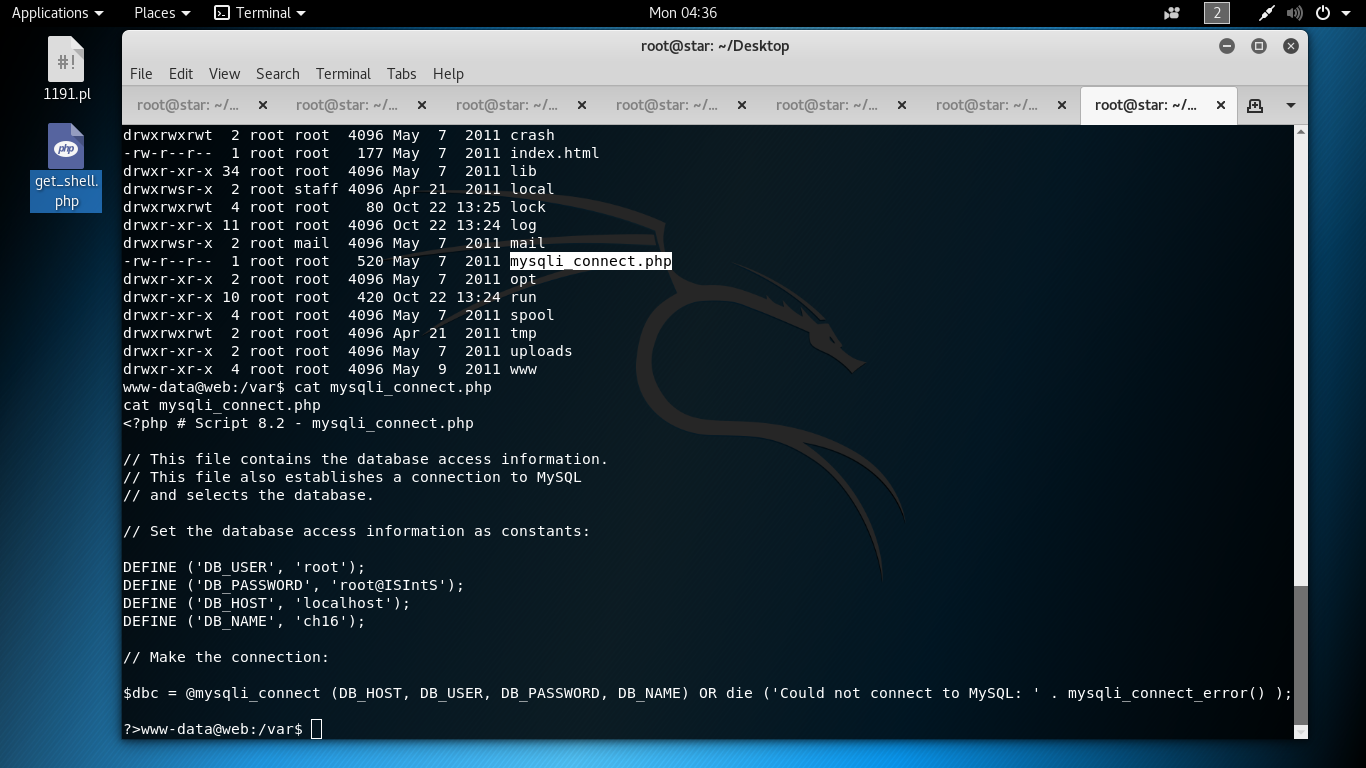 Applications Places Terminal Mon 04:36 2
#!
1191.pl
php
get_shell.
php
root@star: ~/Desktop
File Edit View Search Terminal Tabs Help
root@star: ~/... root@star: ~/... root@star: ~/... root@star: ~/... root@star: ~/... root@star: ~/... root@star: ~/...
drwxrwxrwt  2 root root  4096 May  7  2011 crash
-rw-r--r--  1 root root   177 May  7  2011 index.html
drwxr-xr-x 34 root root  4096 May  7  2011 lib
drwxrwsr-x  2 root staff 4096 Apr 21  2011 local
drwxrwxrwt  4 root root    80 Oct 22 13:25 lock
drwxr-xr-x 11 root root  4096 Oct 22 13:24 log
drwxrwsr-x  2 root mail  4096 May  7  2011 mail
-rw-r--r--  1 root root   520 May  7  2011 mysqli_connect.php
drwxr-xr-x  2 root root  4096 May  7  2011 opt
drwxr-xr-x 10 root root   420 Oct 22 13:24 run
drwxr-xr-x  4 root root  4096 May  7  2011 spool
drwxrwxrwt  2 root root  4096 Apr 21  2011 tmp
drwxr-xr-x  2 root root  4096 May  7  2011 uploads
drwxr-xr-x  4 root root  4096 May  9  2011 www
www-data@web:/var$ cat mysqli_connect.php
cat mysqli_connect.php
<?php # Script 8.2 - mysqli_connect.php
// This file contains the database access information.
// This file also establishes a connection to MySQL
// and selects the database.
// Set the database access information as constants:
DEFINE ('DB_USER', 'root');
DEFINE ('DB_PASSWORD', 'root@ISIntS');
DEFINE ('DB_HOST', 'localhost');
DEFINE ('DB_NAME', 'ch16');
// Make the connection:
$dbc = @mysqli_connect (DB_HOST, DB_USER, DB_PASSWORD, DB_NAME) OR die ('Could not connect to MySQL: ' . mysqli_connect_error() );
?>www-data@web:/var$